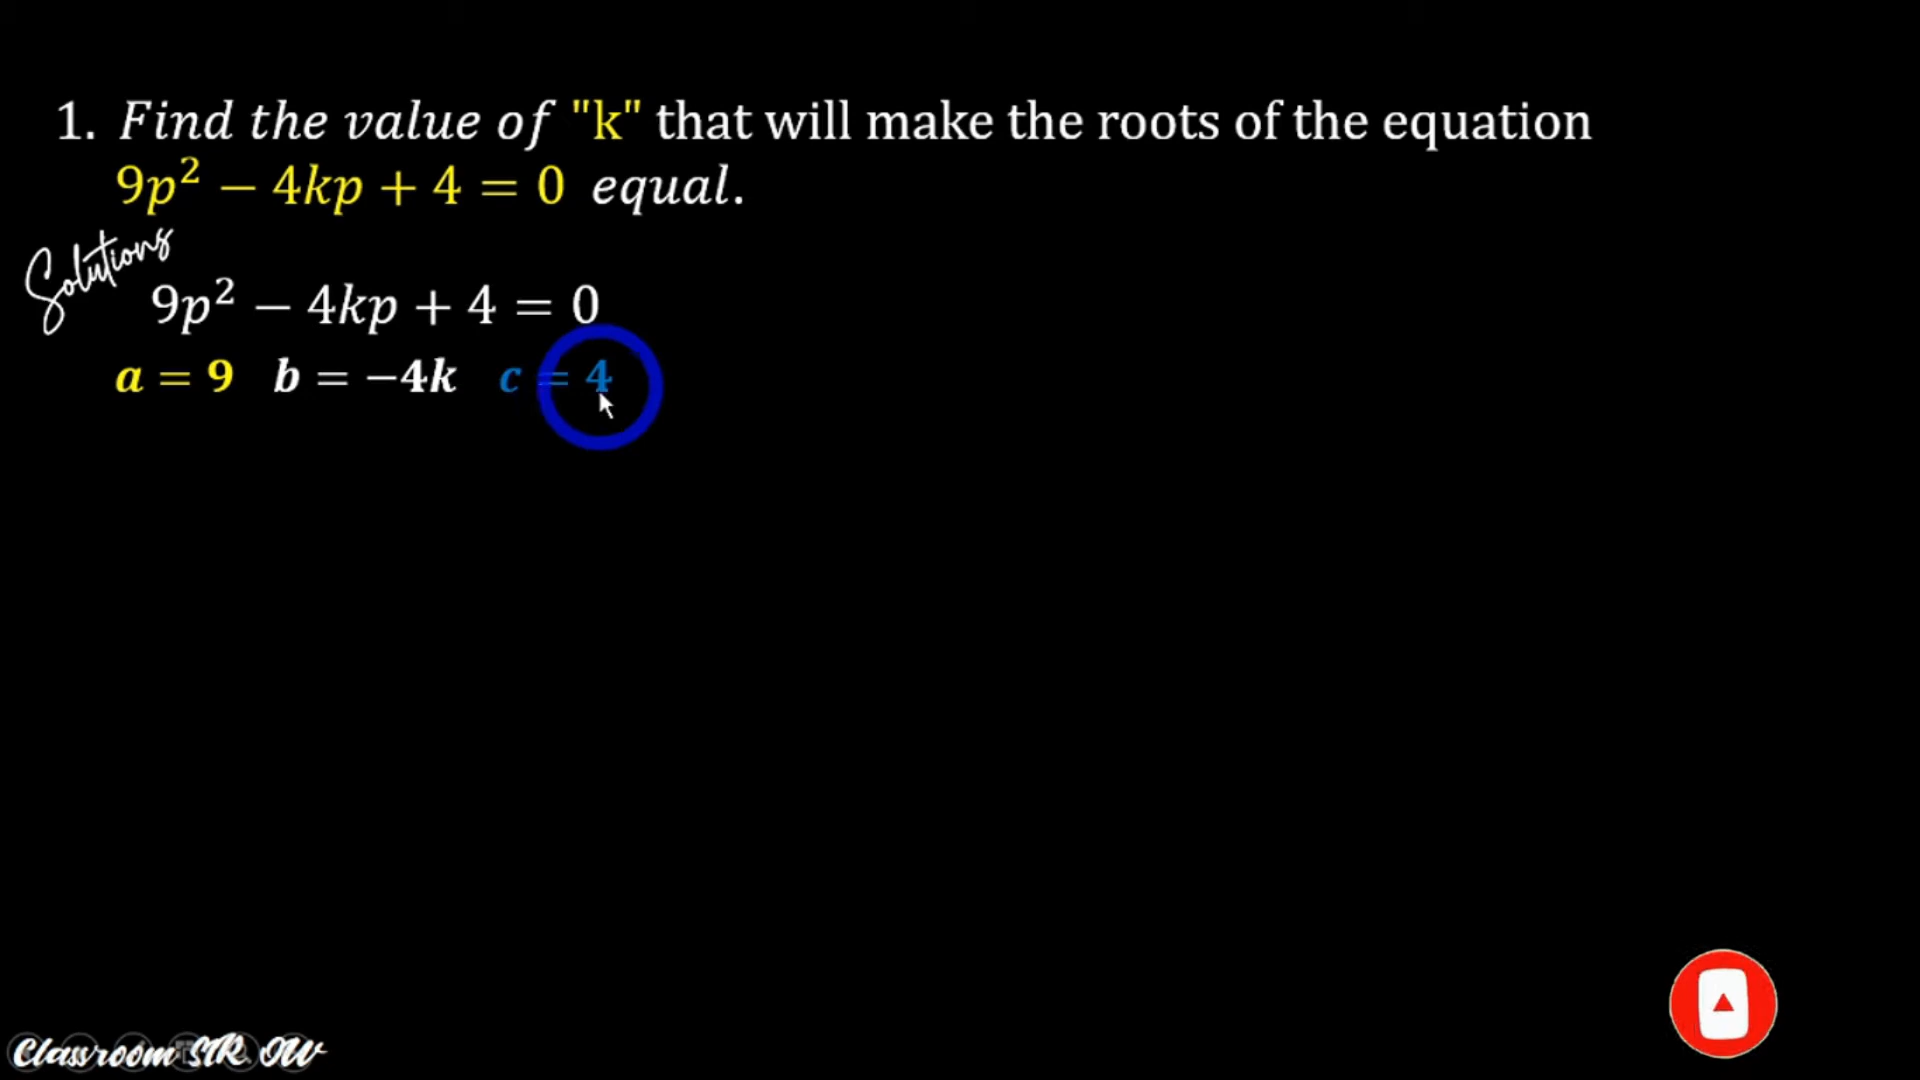 1. Find the value of "k" that will make the roots of the equation
9p² − 4kp + 4 = 0 equal.
Solutions
9p² − 4kp + 4 = 0
a = 9 b = −4k c = 4
Classroom STR OW